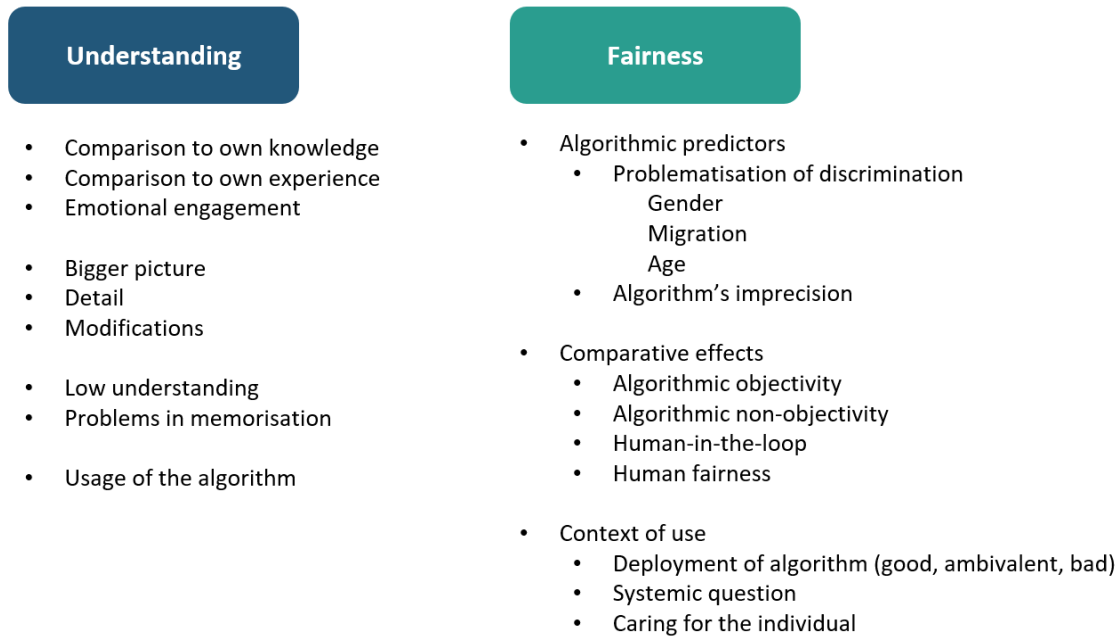 Understanding
• Comparison to own knowledge
• Comparison to own experience
• Emotional engagement
• Bigger picture
• Detail
• Modifications
• Low understanding
• Problems in memorisation
• Usage of the algorithm
Fairness
• Algorithmic predictors
• Problematisation of discrimination
Gender
Migration
Age
• Algorithm’s imprecision
• Comparative effects
• Algorithmic objectivity
• Algorithmic non-objectivity
• Human-in-the-loop
• Human fairness
• Context of use
• Deployment of algorithm (good, ambivalent, bad)
• Systemic question
• Caring for the individual